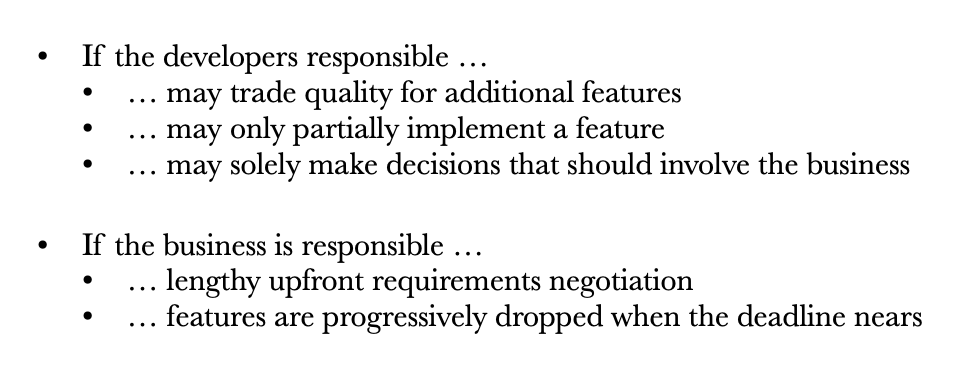 • If the developers responsible …
• … may trade quality for additional features
• … may only partially implement a feature
• … may solely make decisions that should involve the business
• If the business is responsible …
• … lengthy upfront requirements negotiation
• … features are progressively dropped when the deadline nears